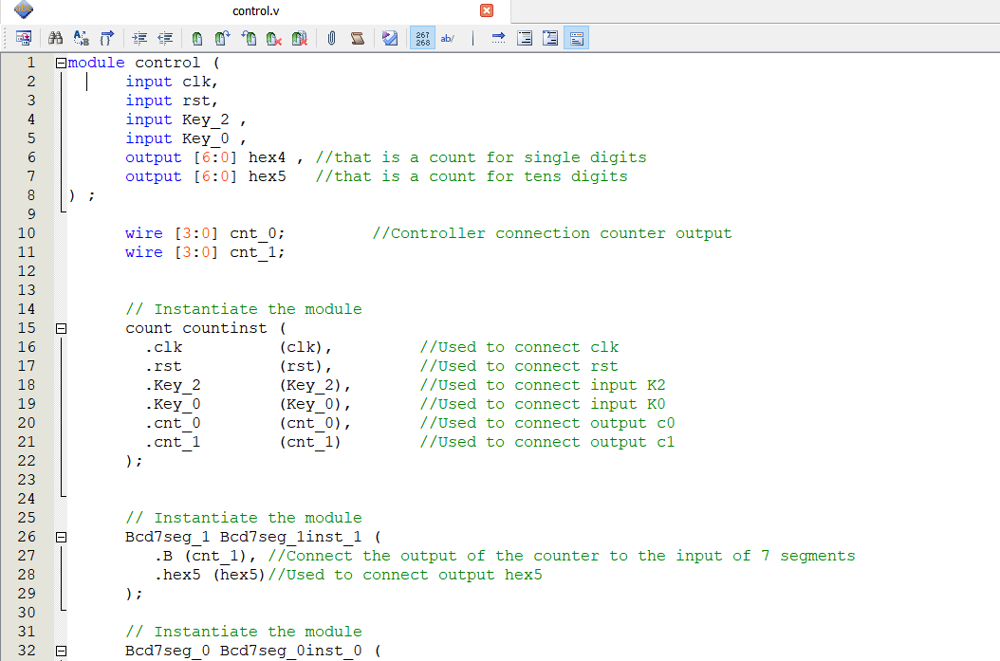 control.v
267
268
ab/
1 module control (
2 input clk,
3 input rst,
4 input Key_2 ,
5 input Key_0 ,
6 output [6:0] hex4 , //that is a count for single digits
7 output [6:0] hex5 //that is a count for tens digits
8 ) ;
9
10 wire [3:0] cnt_0; //Controller connection counter output
11 wire [3:0] cnt_1;
12
13
14 // Instantiate the module
15 count countinst (
16 .clk (clk), //Used to connect clk
17 .rst (rst), //Used to connect rst
18 .Key_2 (Key_2), //Used to connect input K2
19 .Key_0 (Key_0), //Used to connect input K0
20 .cnt_0 (cnt_0), //Used to connect output c0
21 .cnt_1 (cnt_1) //Used to connect output c1
22 );
23
24
25 // Instantiate the module
26 Bcd7seg_1 Bcd7seg_1inst_1 (
27 .B (cnt_1), //Connect the output of the counter to the input of 7 segments
28 .hex5 (hex5)//Used to connect output hex5
29 );
30
31 // Instantiate the module
32 Bcd7seg_0 Bcd7seg_0inst_0 (